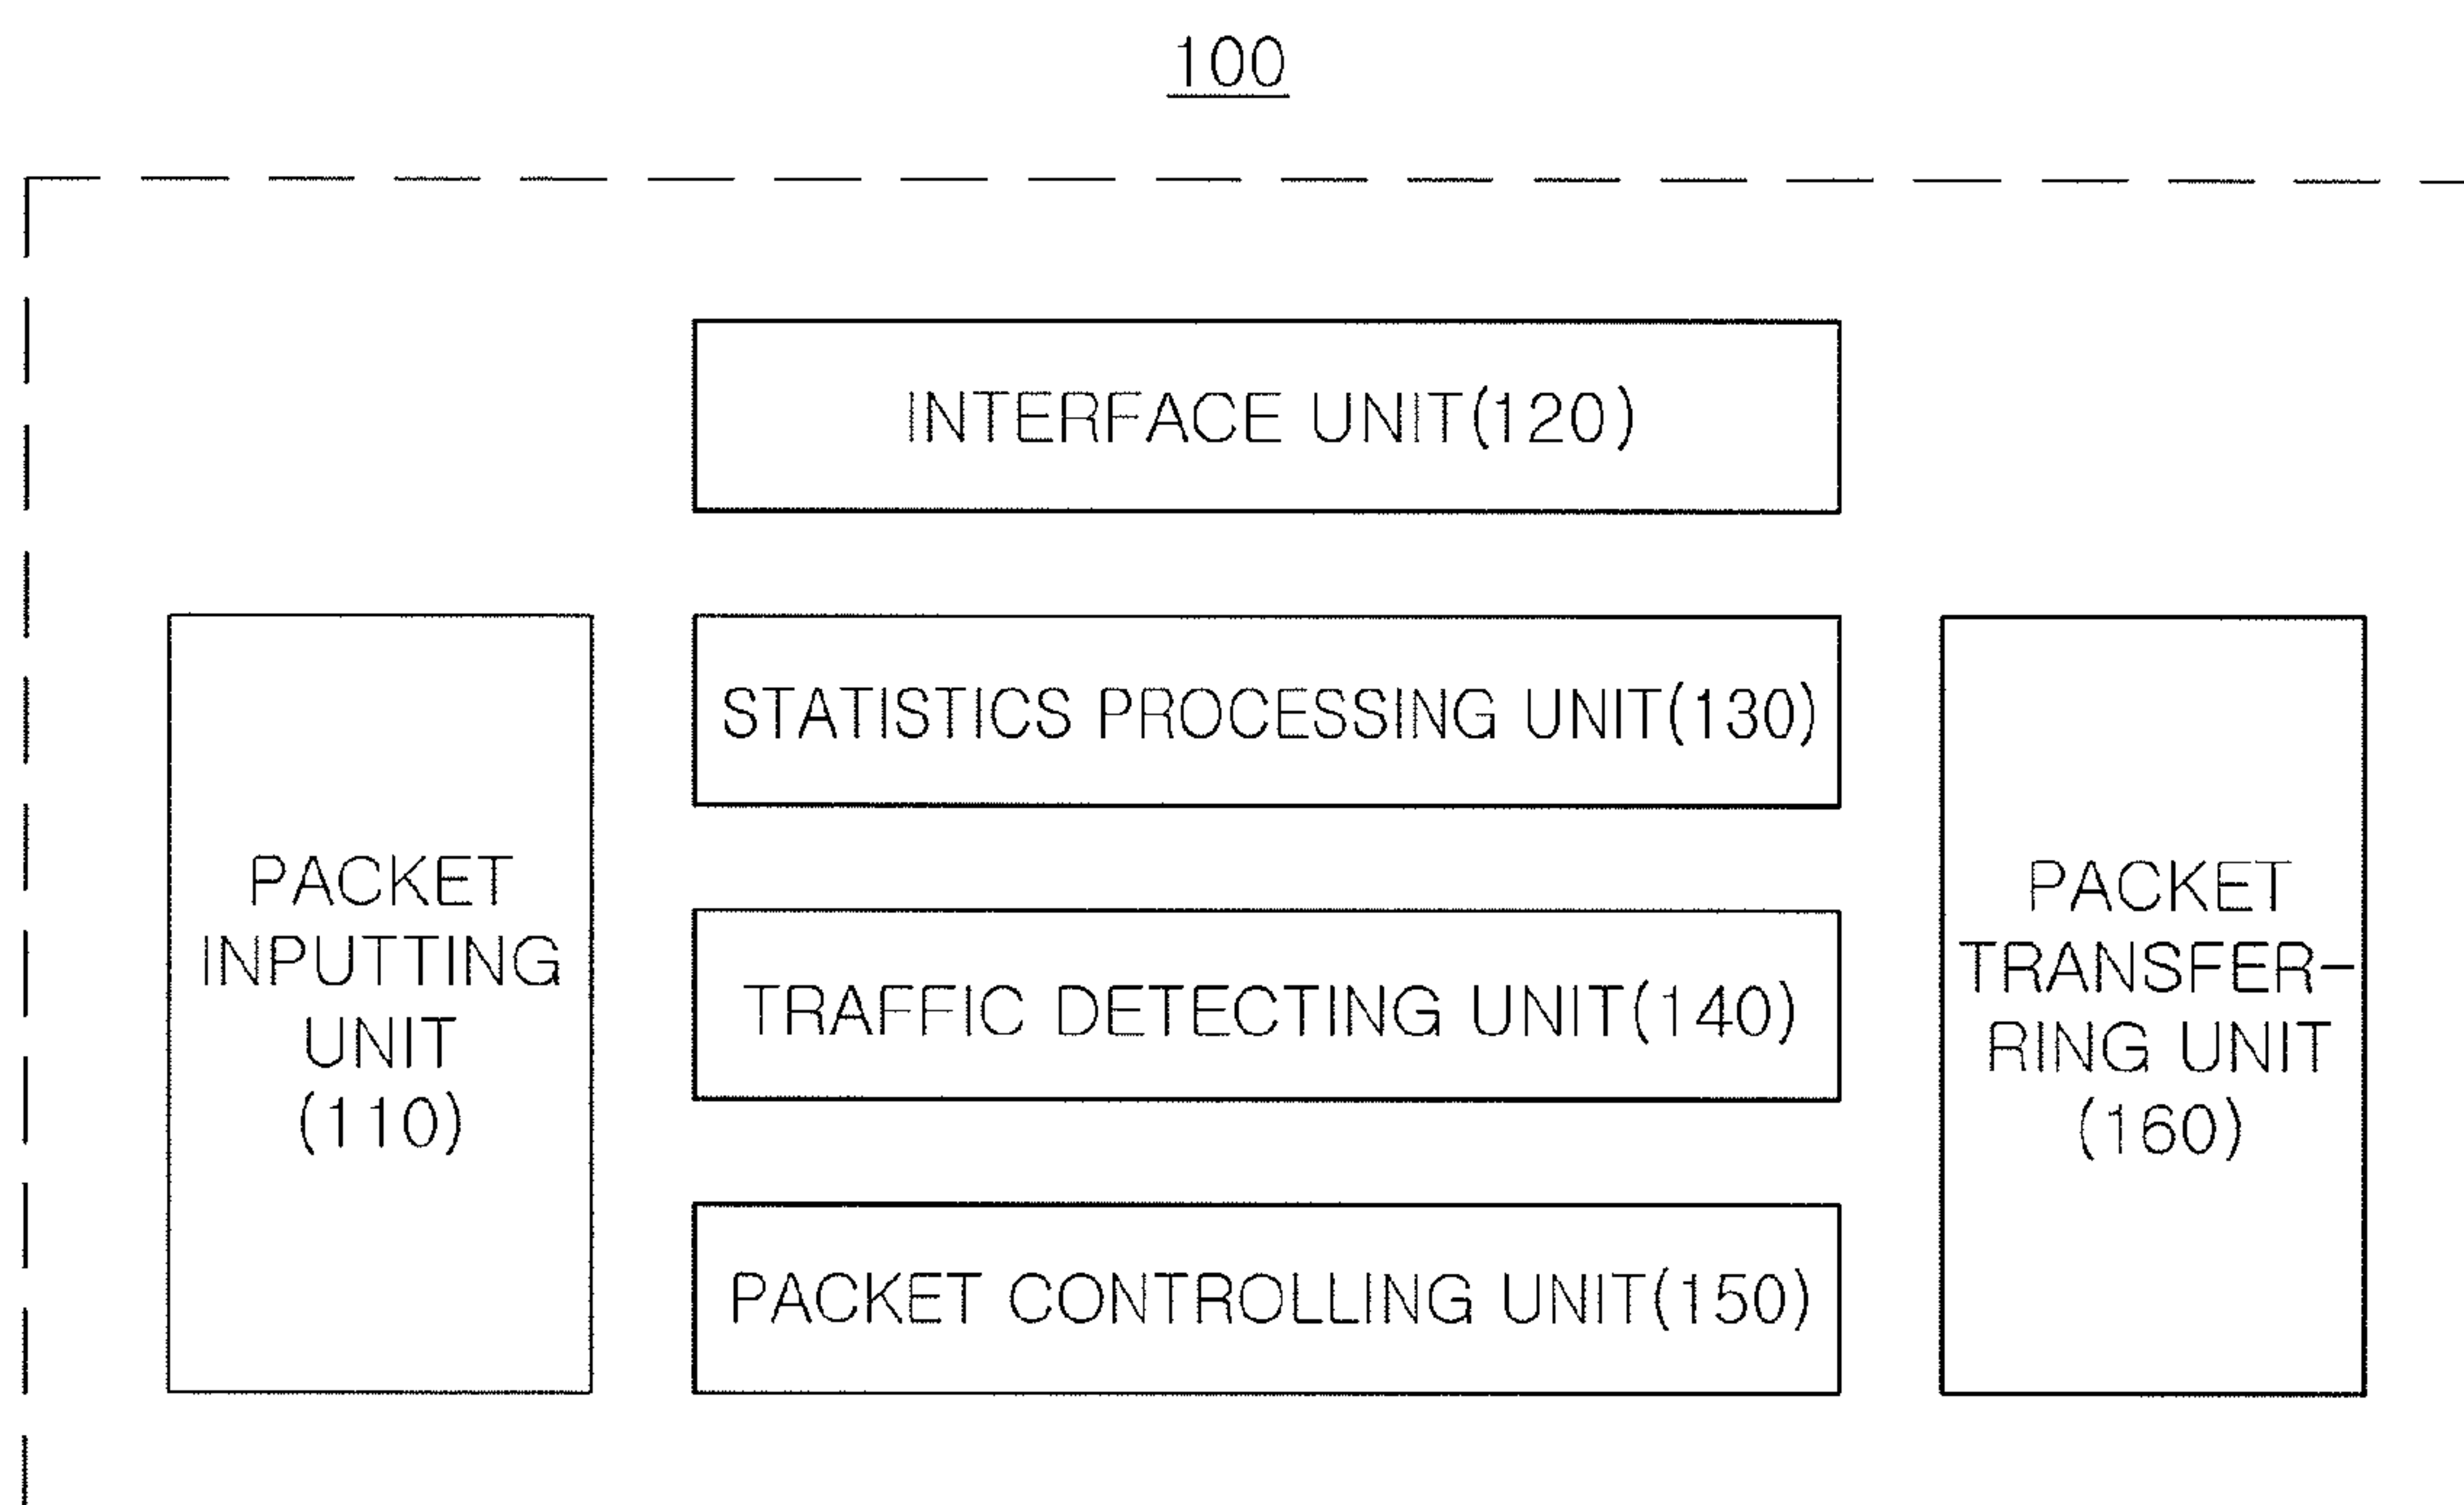 100
INTERFACE UNIT(120)
STATISTICS PROCESSING UNIT(130)
PACKET
INPUTTING
UNIT
(110)
TRAFFIC DETECTING UNIT(140)
PACKET CONTROLLING UNIT(150)
PACKET
TRANSFER-
RING UNIT
(160)